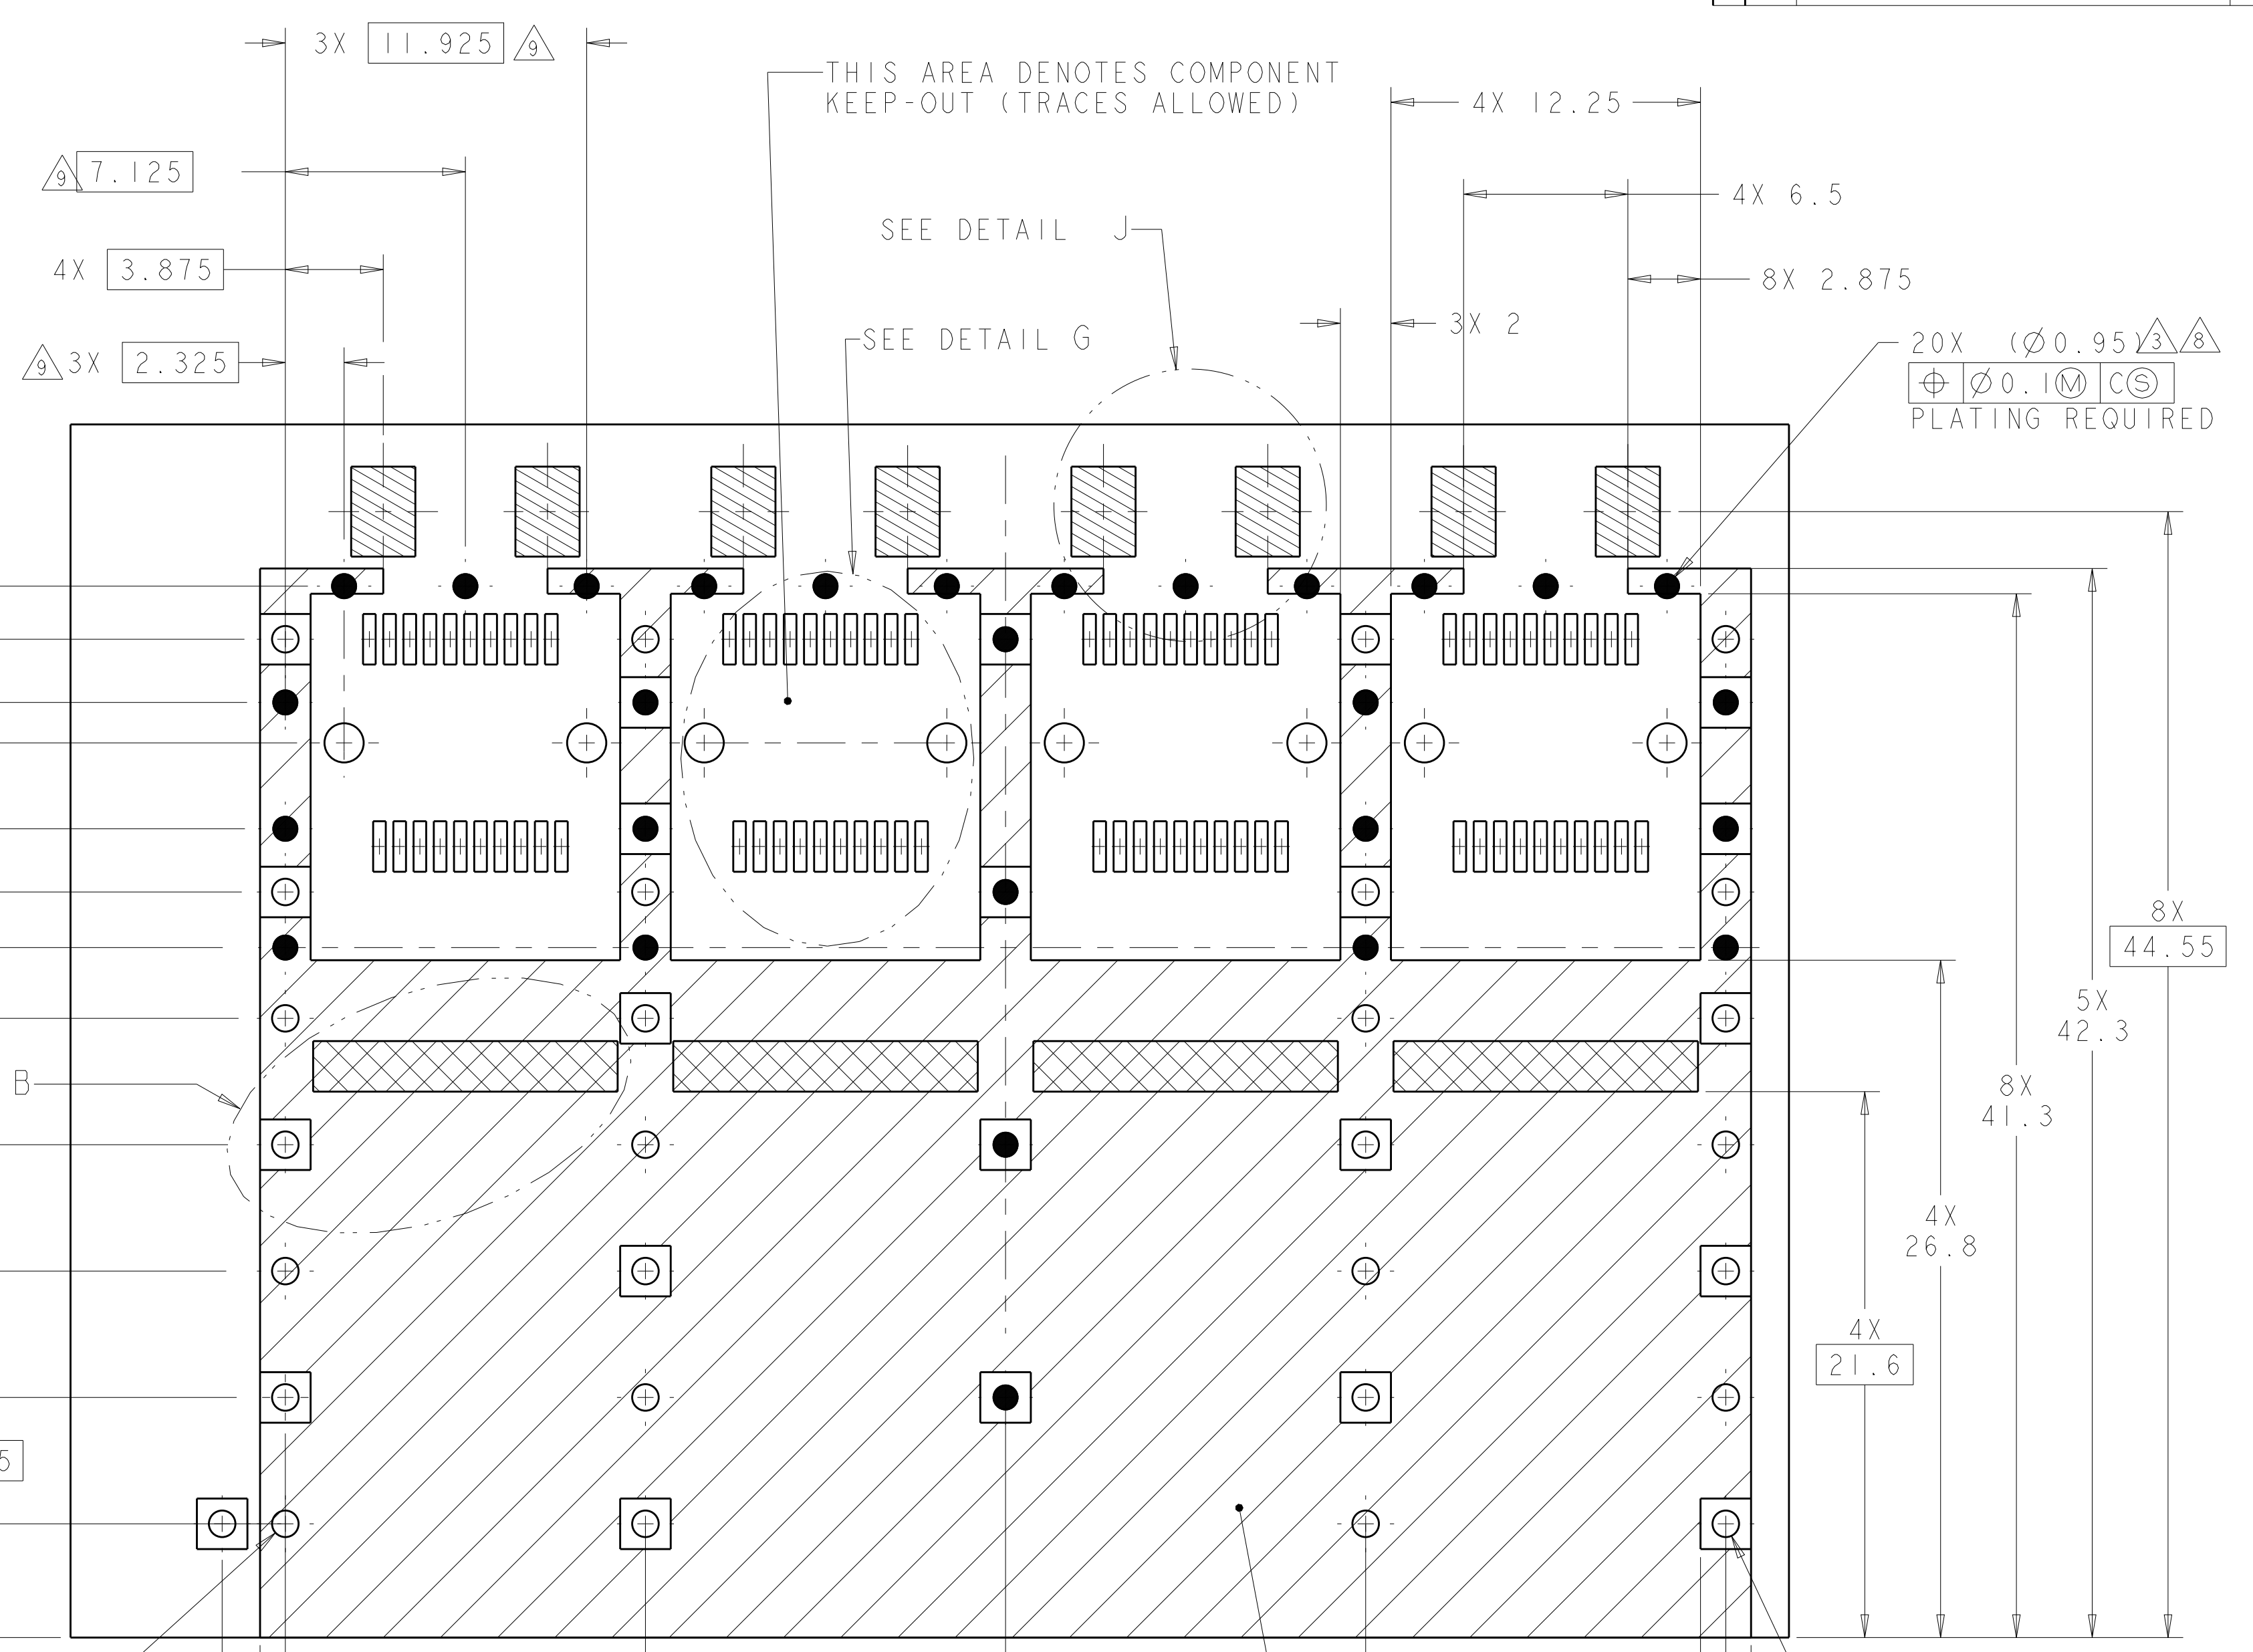 3X 11.925 9
THIS AREA DENOTES COMPONENT
KEEP-OUT (TRACES ALLOWED)
4X 12.25
9 7.125
4X 6.5
SEE DETAIL J
4X 3.875
8X 2.875
SEE DETAIL G
3X 2
9 3X 2.325
20X (Ø0.95) 3 8
⌖ Ø0.1Ⓜ CⓈ
PLATING REQUIRED
8X
44.55
5X
42.3
B
8X
41.3
4X
26.8
4X
21.6
5